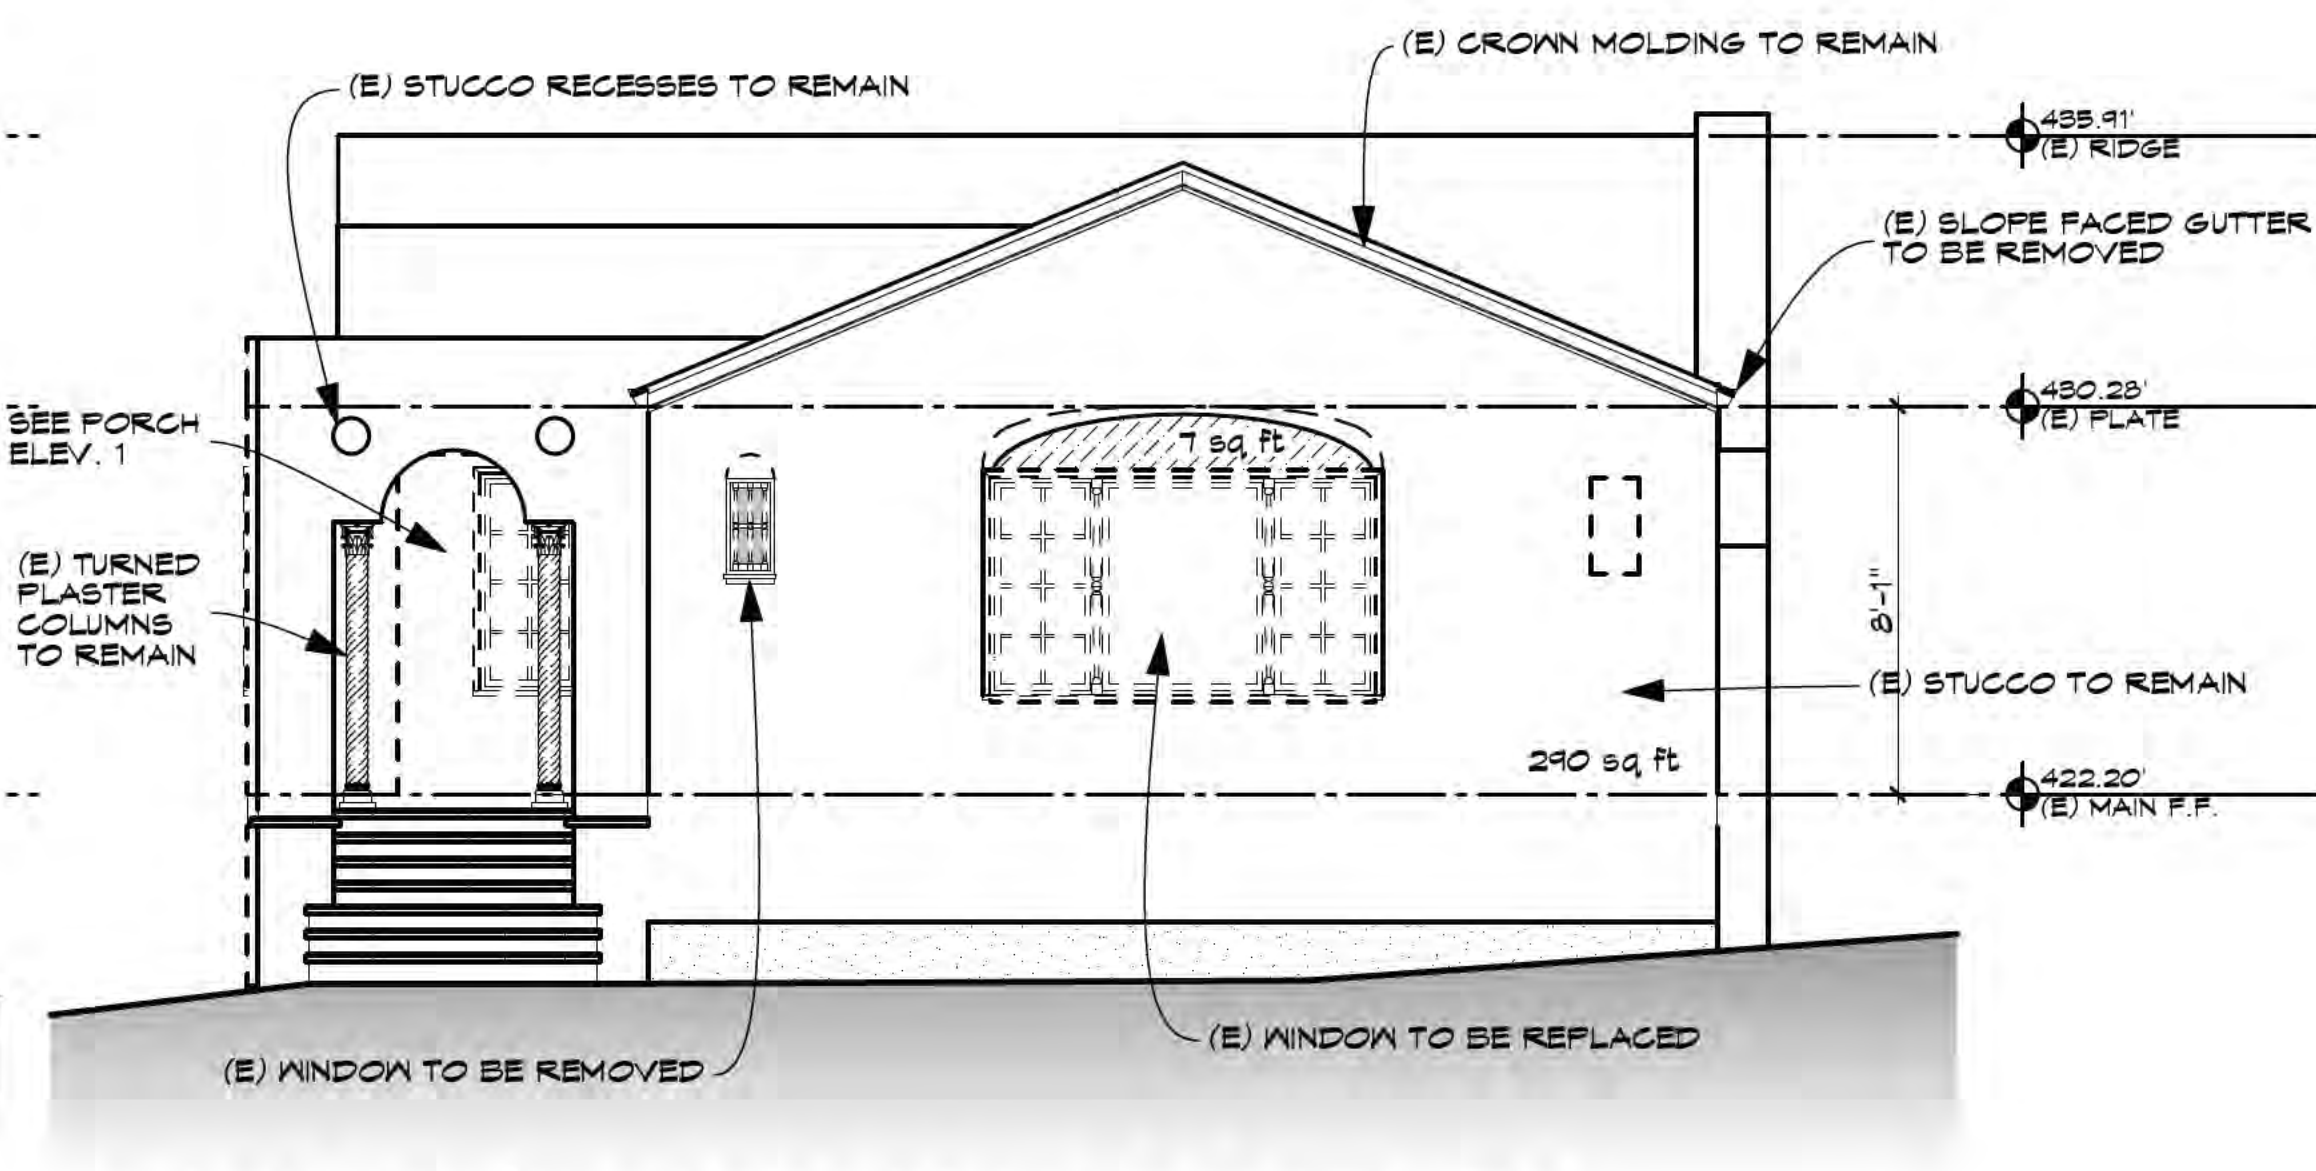 (E) CROWN MOLDING TO REMAIN
(E) STUCCO RECESSES TO REMAIN
435.91'
(E) RIDGE
(E) SLOPE FACED GUTTER
TO BE REMOVED
430.28'
(E) PLATE
SEE PORCH
ELEV. 1
7 sq ft
(E) TURNED
PLASTER
COLUMNS
TO REMAIN
8'-1"
(E) STUCCO TO REMAIN
290 sq ft
422.20'
(E) MAIN F.F.
(E) WINDOW TO BE REPLACED
(E) WINDOW TO BE REMOVED